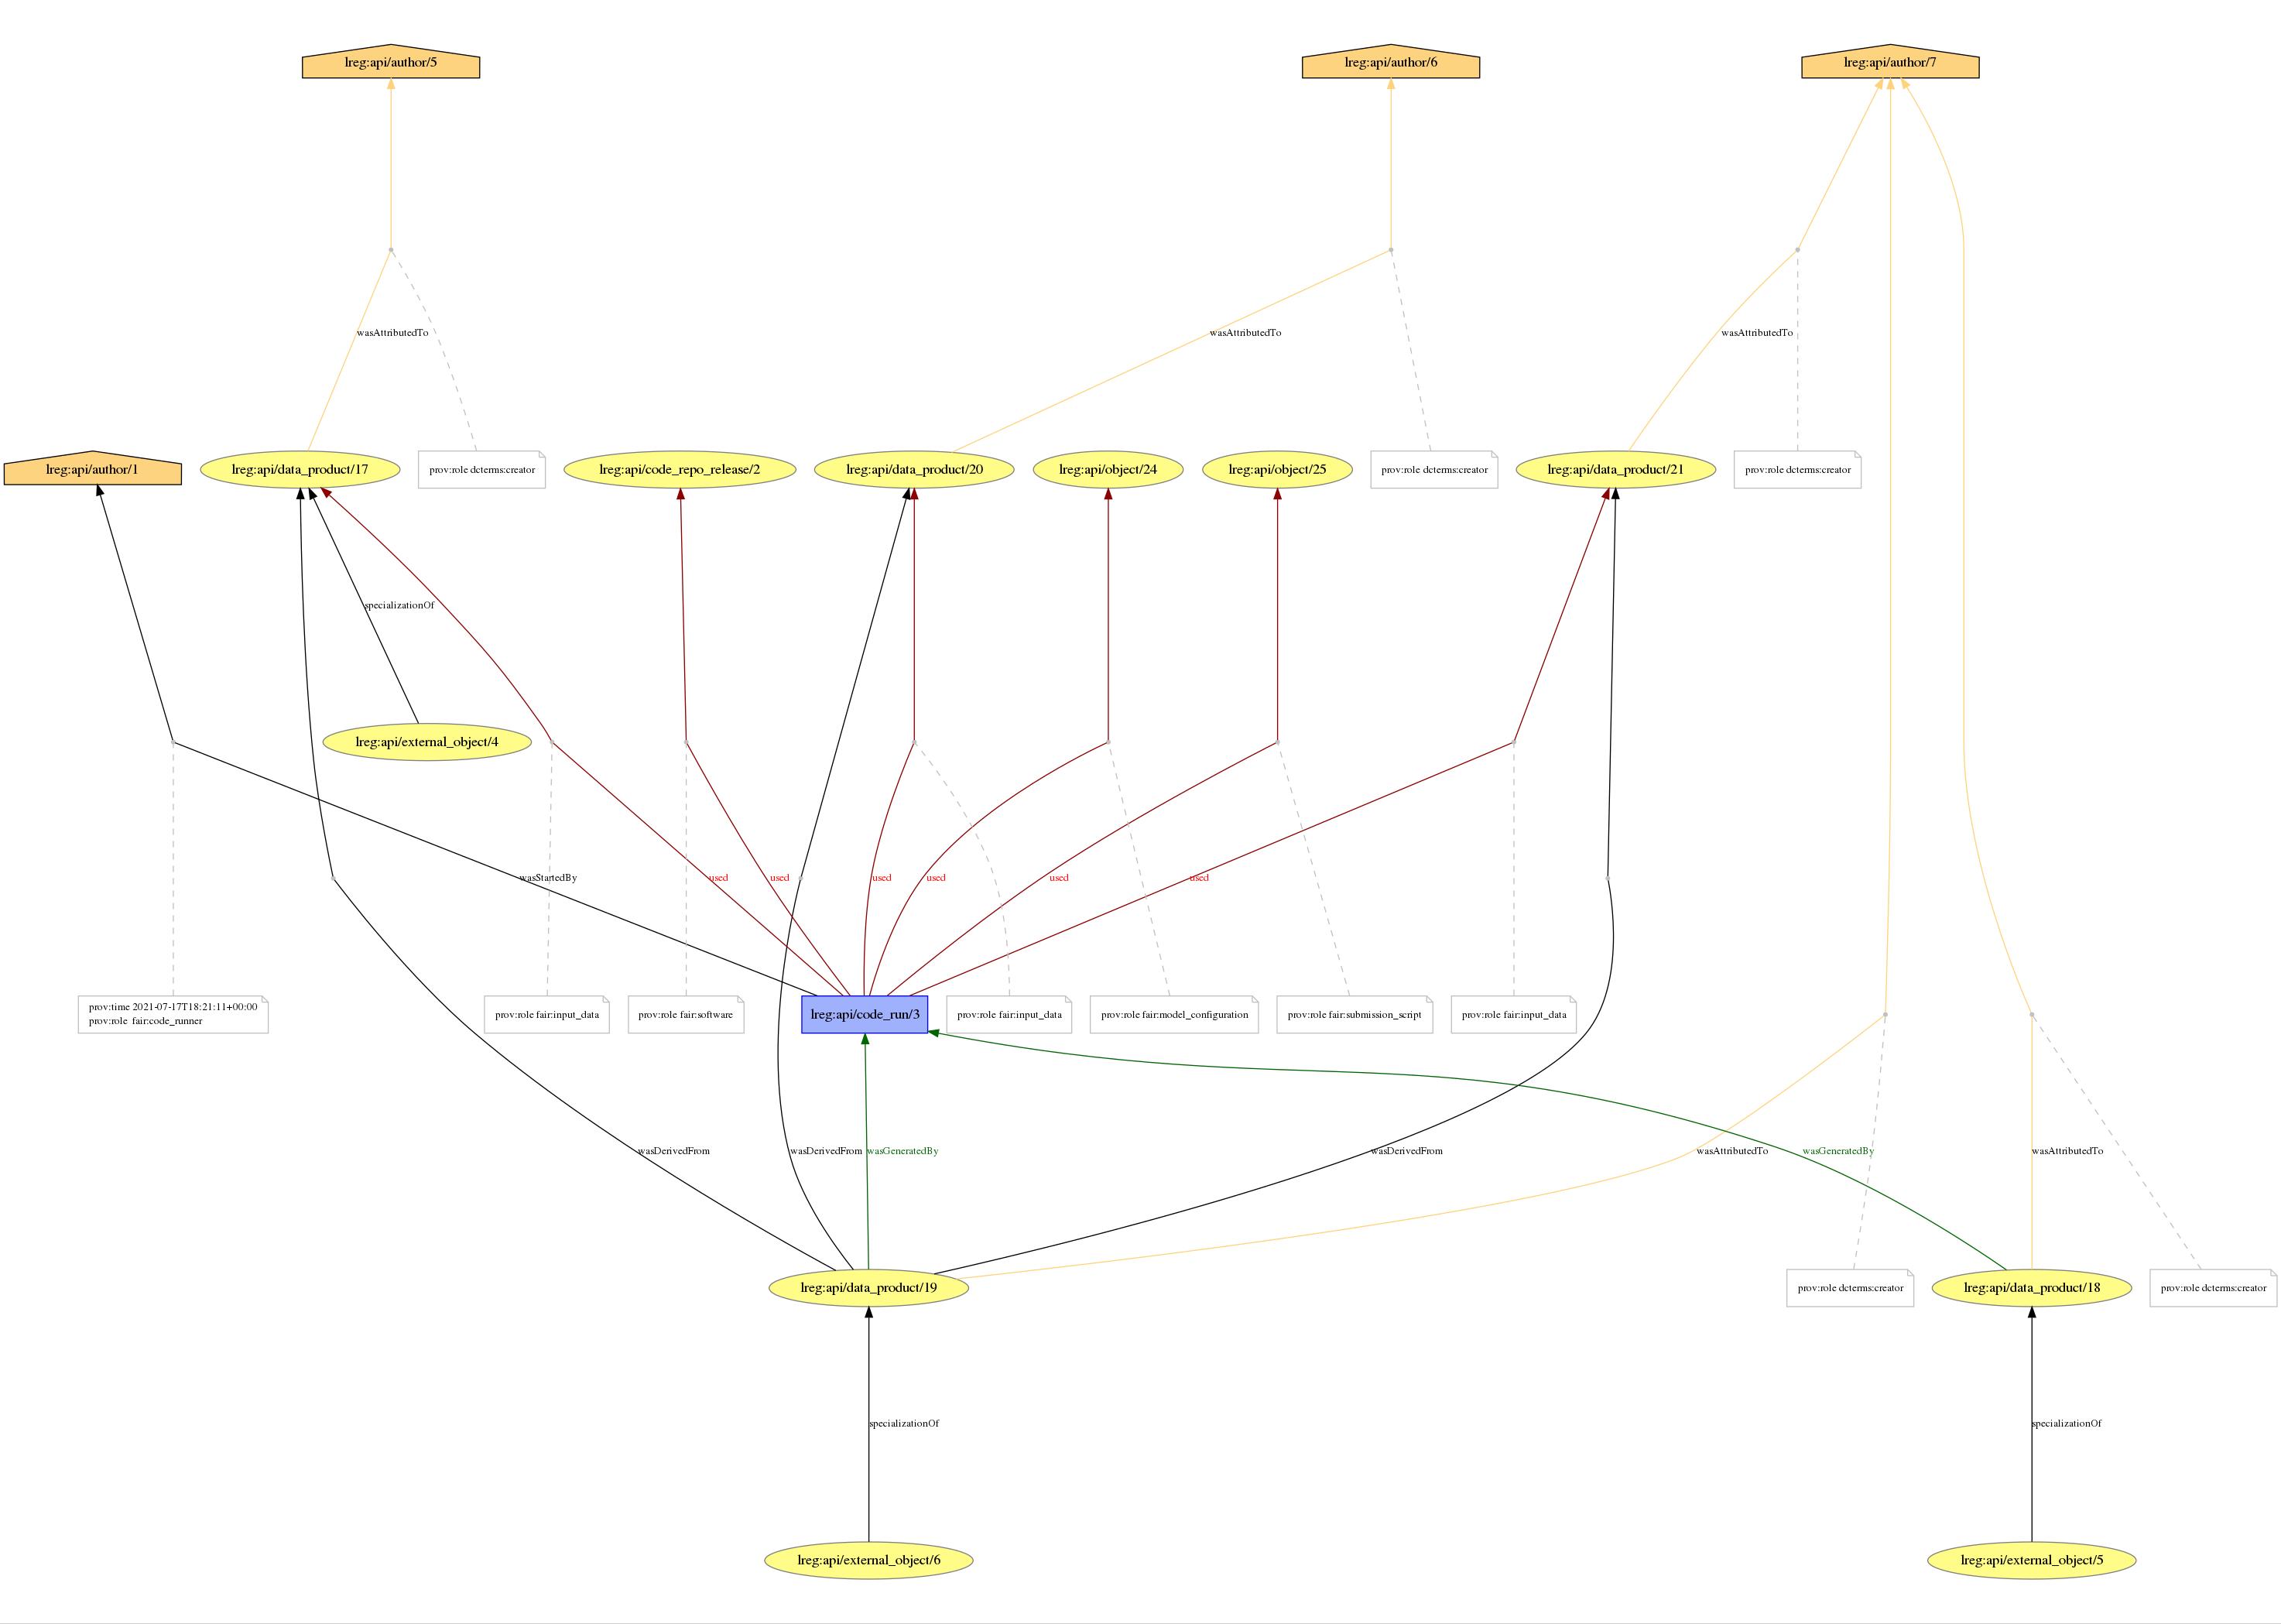 lreg:api/author/5
lreg:api/author/6
lreg:api/author/7
wasAttributedTo
wasAttributedTo
wasAttributedTo
lreg:api/author/1
lreg:api/data_product/17
prov:role dcterms:creator
lreg:api/code_repo_release/2
lreg:api/data_product/20
lreg:api/object/24
lreg:api/object/25
prov:role dcterms:creator
lreg:api/data_product/21
prov:role dcterms:creator
specializationOf
lreg:api/external_object/4
wasStartedBy
used
used
used
used
used
used
prov:time 2021-07-17T18:21:11+00:00
prov:role fair:code_runner
prov:role fair:input_data
prov:role fair:software
lreg:api/code_run/3
prov:role fair:input_data
prov:role fair:model_configuration
prov:role fair:submission_script
prov:role fair:input_data
wasDerivedFrom
wasDerivedFrom
wasGeneratedBy
wasDerivedFrom
wasAttributedTo
wasGeneratedBy
wasAttributedTo
lreg:api/data_product/19
prov:role dcterms:creator
lreg:api/data_product/18
prov:role dcterms:creator
specializationOf
specializationOf
lreg:api/external_object/6
lreg:api/external_object/5